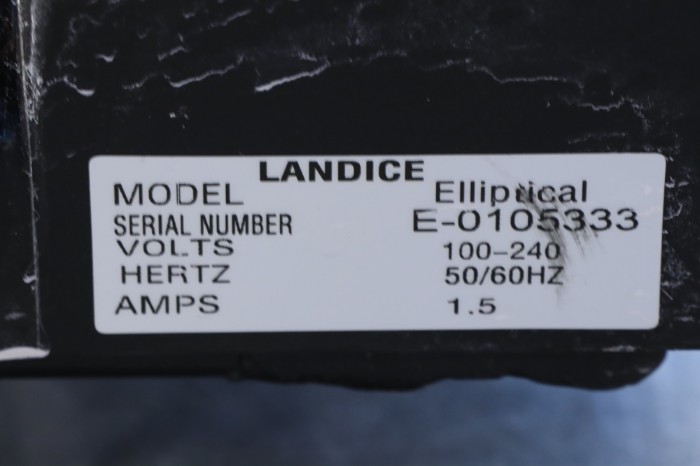 LANDICE
MODEL Elliptical
SERIAL NUMBER E-0105333
VOLTS 100-240
HERTZ 50/60HZ
AMPS 1.5